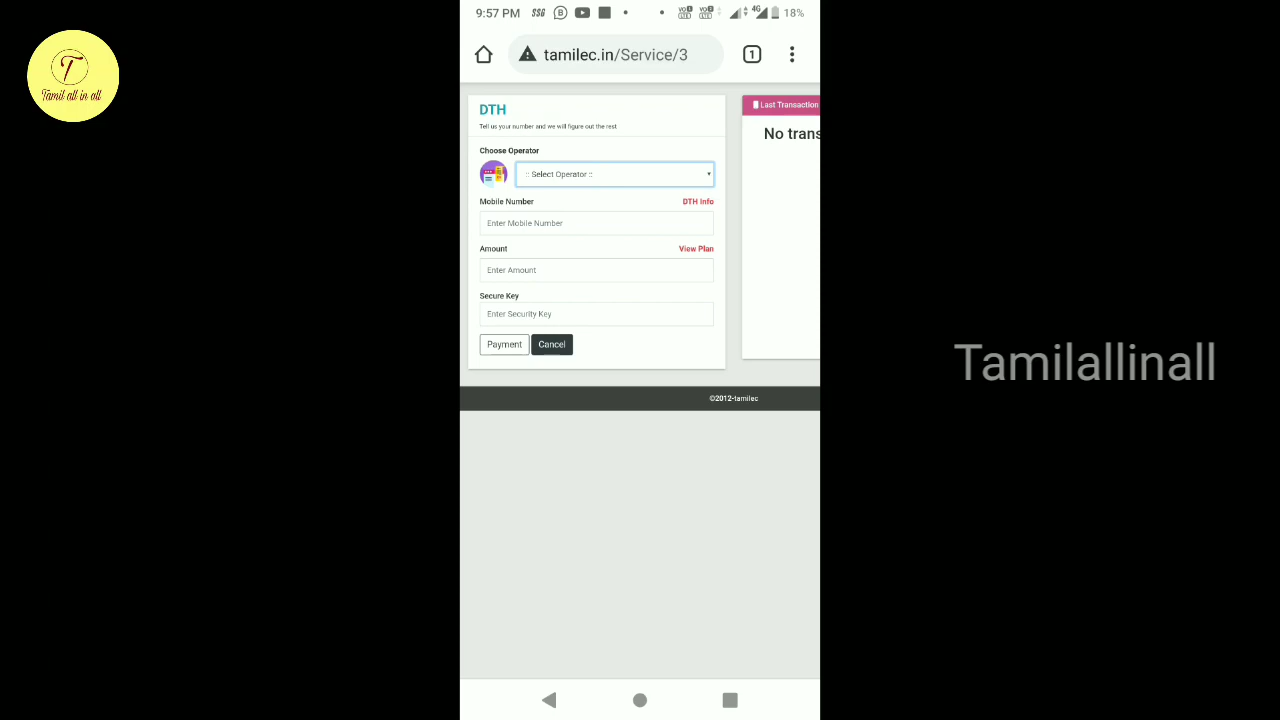 T
Tamil all in all
9:57 PM SSG 4G 18%
tamilec.in/Service/3 1
DTH
Tell us your number and we will figure out the rest
Choose Operator
:: Select Operator ::
Mobile Number DTH Info
Enter Mobile Number
Amount View Plan
Enter Amount
Secure Key
Enter Security Key
Payment Cancel
Last Transaction
No trans
©2012-tamilec
Tamilallinall